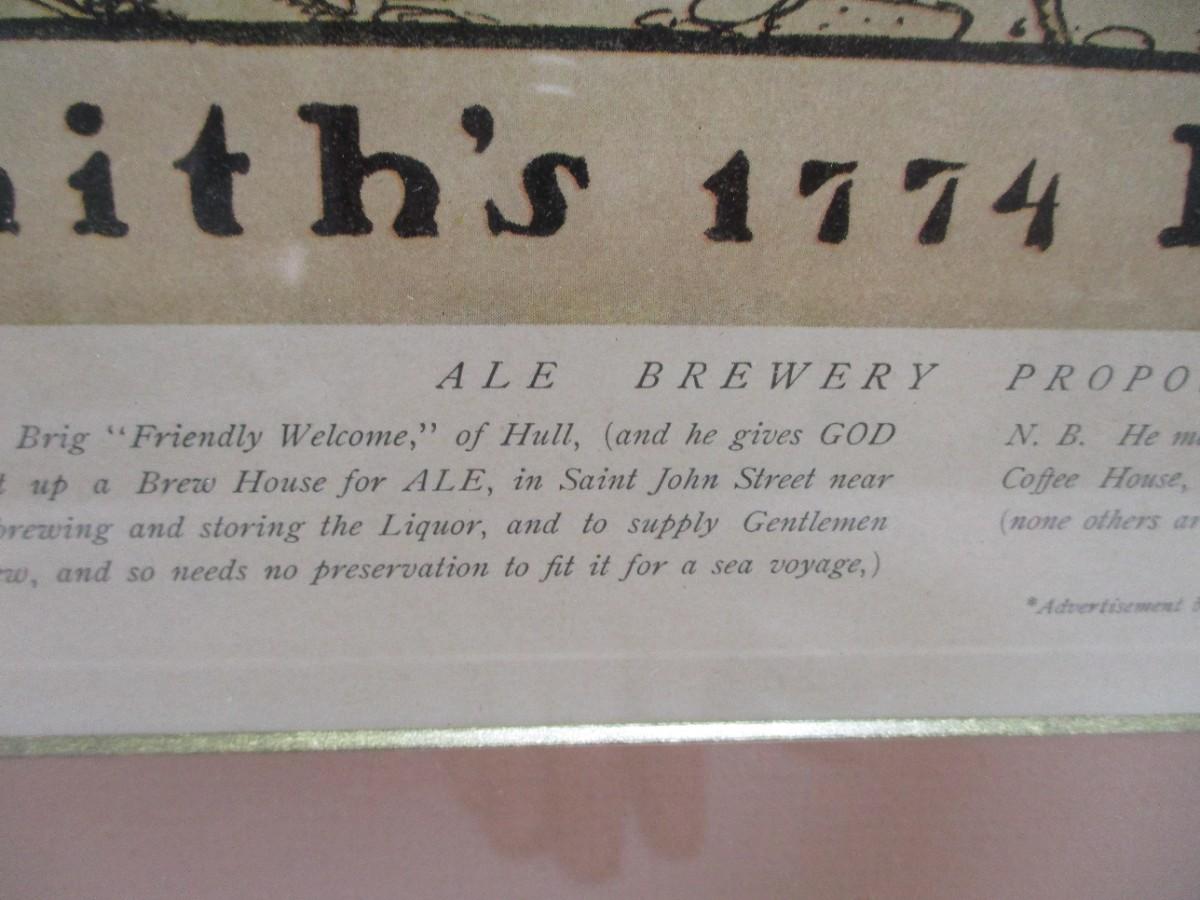 ith's 1774
ALE BREWERY PROPO
Brig “Friendly Welcome,” of Hull, (and he gives GOD
up a Brew House for ALE, in Saint John Street near
brewing and storing the Liquor, and to supply Gentlemen
and so needs no preservation to fit it for a sea voyage,)
N. B. He
Coffee House,
(none others
*Advertisement